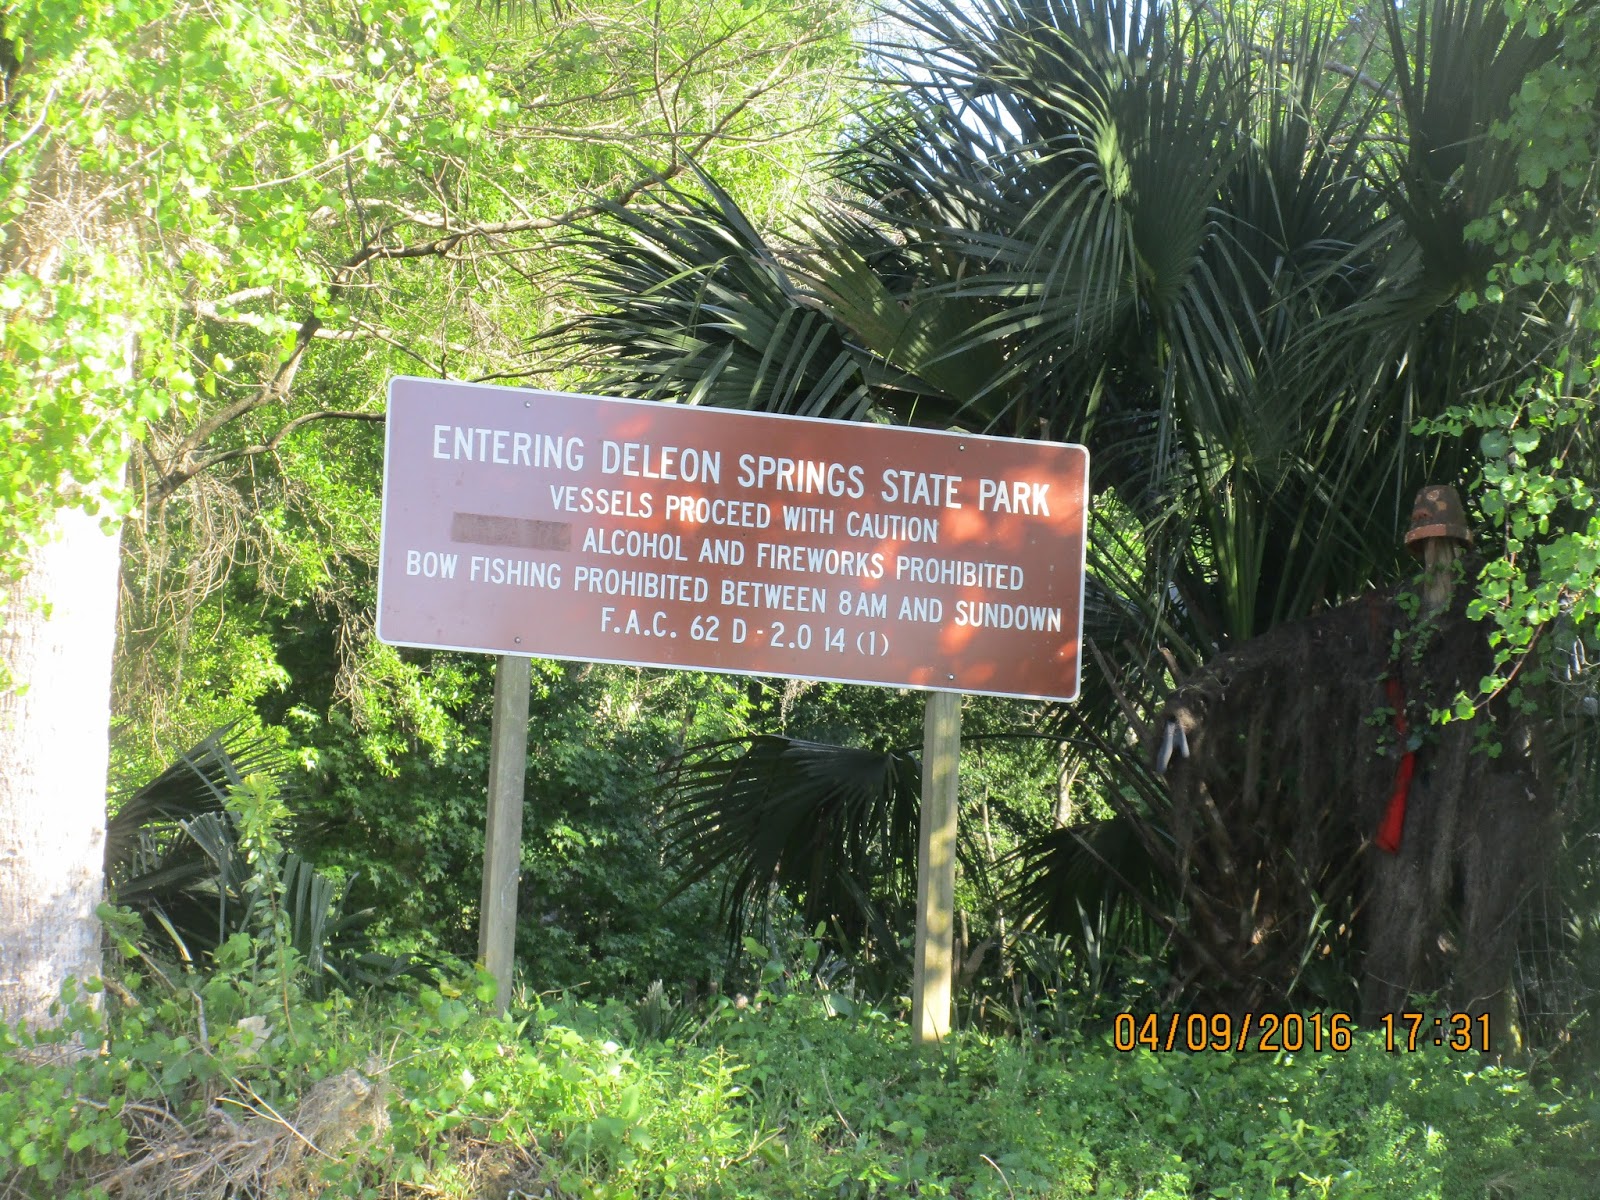 ENTERING DELEON SPRINGS STATE PARK
VESSELS PROCEED WITH CAUTION
ALCOHOL AND FIREWORKS PROHIBITED
BOW FISHING PROHIBITED BETWEEN 8AM AND SUNDOWN
F.A.C. 62 D - 2.0 14 (1)
04/09/2016 17:31